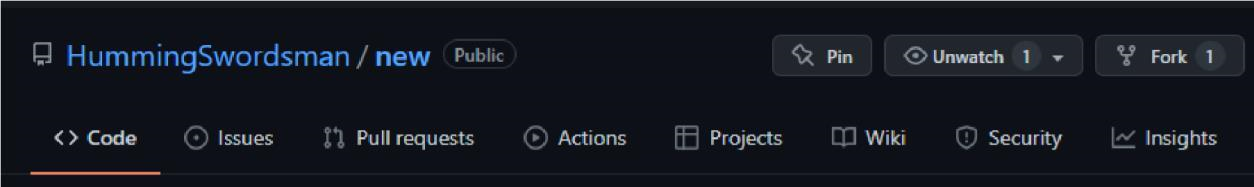 HummingSwordsman / new Public Pin Unwatch 1 Fork 1
Code Issues Pull requests Actions Projects Wiki Security Insights